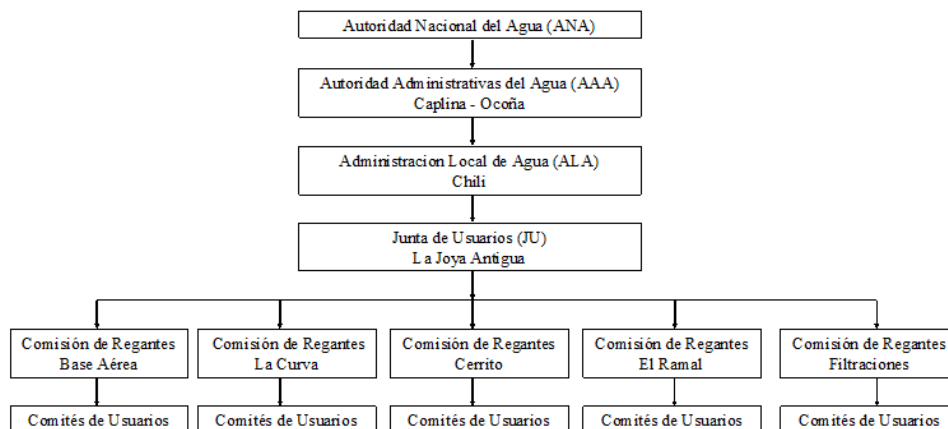 Autoridad Nacional del Agua (ANA)
Autoridad Administrativas del Agua (AAA)
Caplina - Ocoña
Administracion Local de Agua (ALA)
Chili
Junta de Usuarios (JU)
La Joya Antigua
Comisión de Regantes
Base Aérea
Comisión de Regantes
La Curva
Comisión de Regantes
Cerrito
Comisión de Regantes
El Ramal
Comisión de Regantes
Filtraciones
Comités de Usuarios
Comités de Usuarios
Comités de Usuarios
Comités de Usuarios
Comités de Usuarios